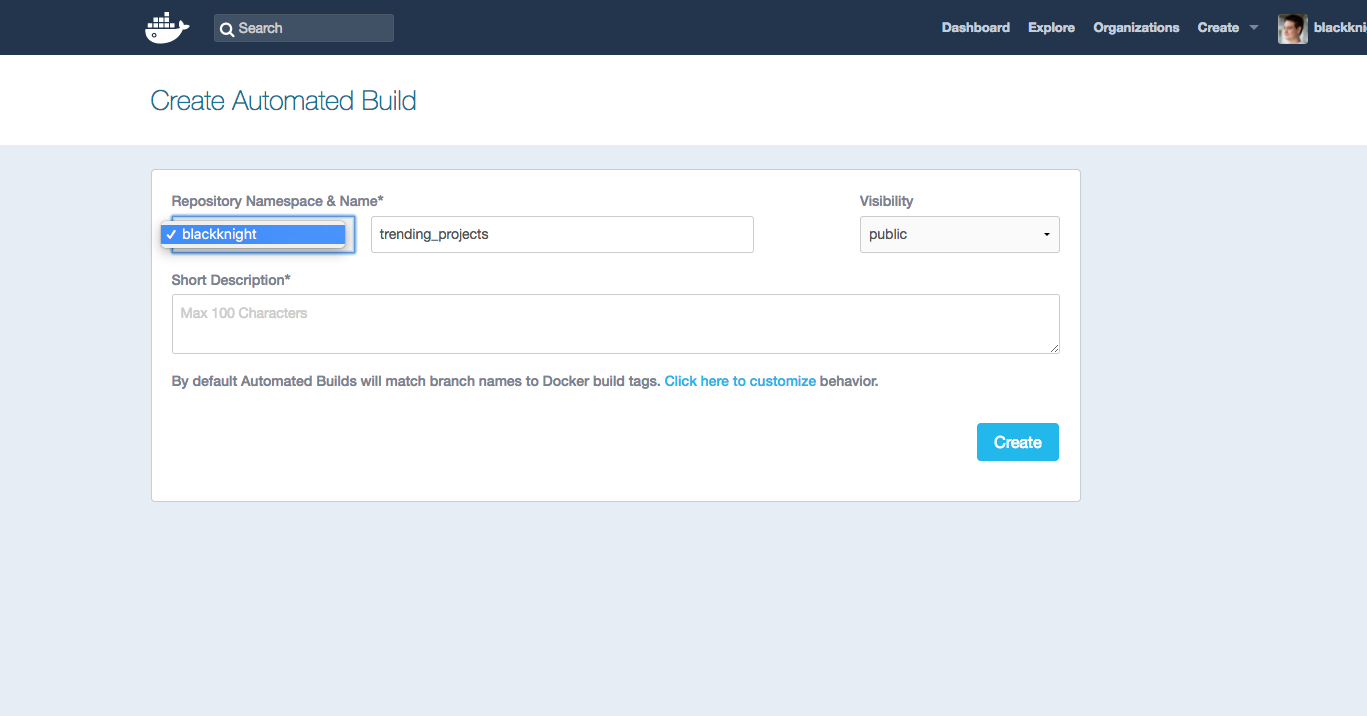 Search
Dashboard Explore Organizations Create
Create Automated Build
Repository Namespace & Name* Visibility
✓ blackknight trending_projects public
Short Description*
Max 100 Characters
By default Automated Builds will match branch names to Docker build tags. Click here to customize behavior.
Create